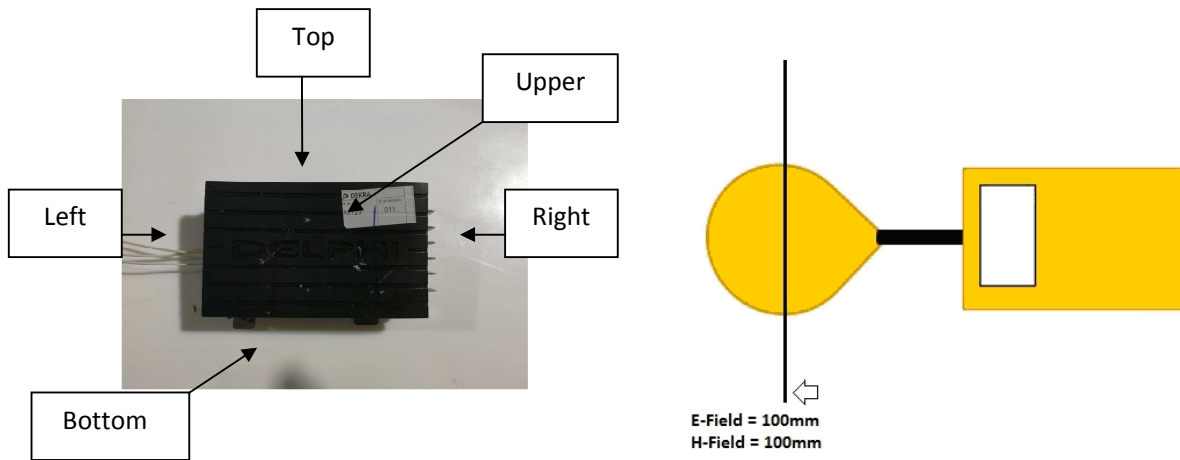 Top
Upper
Left
Right
DEKRA
011
DELPHI
Bottom
E-Field = 100mm
H-Field = 100mm